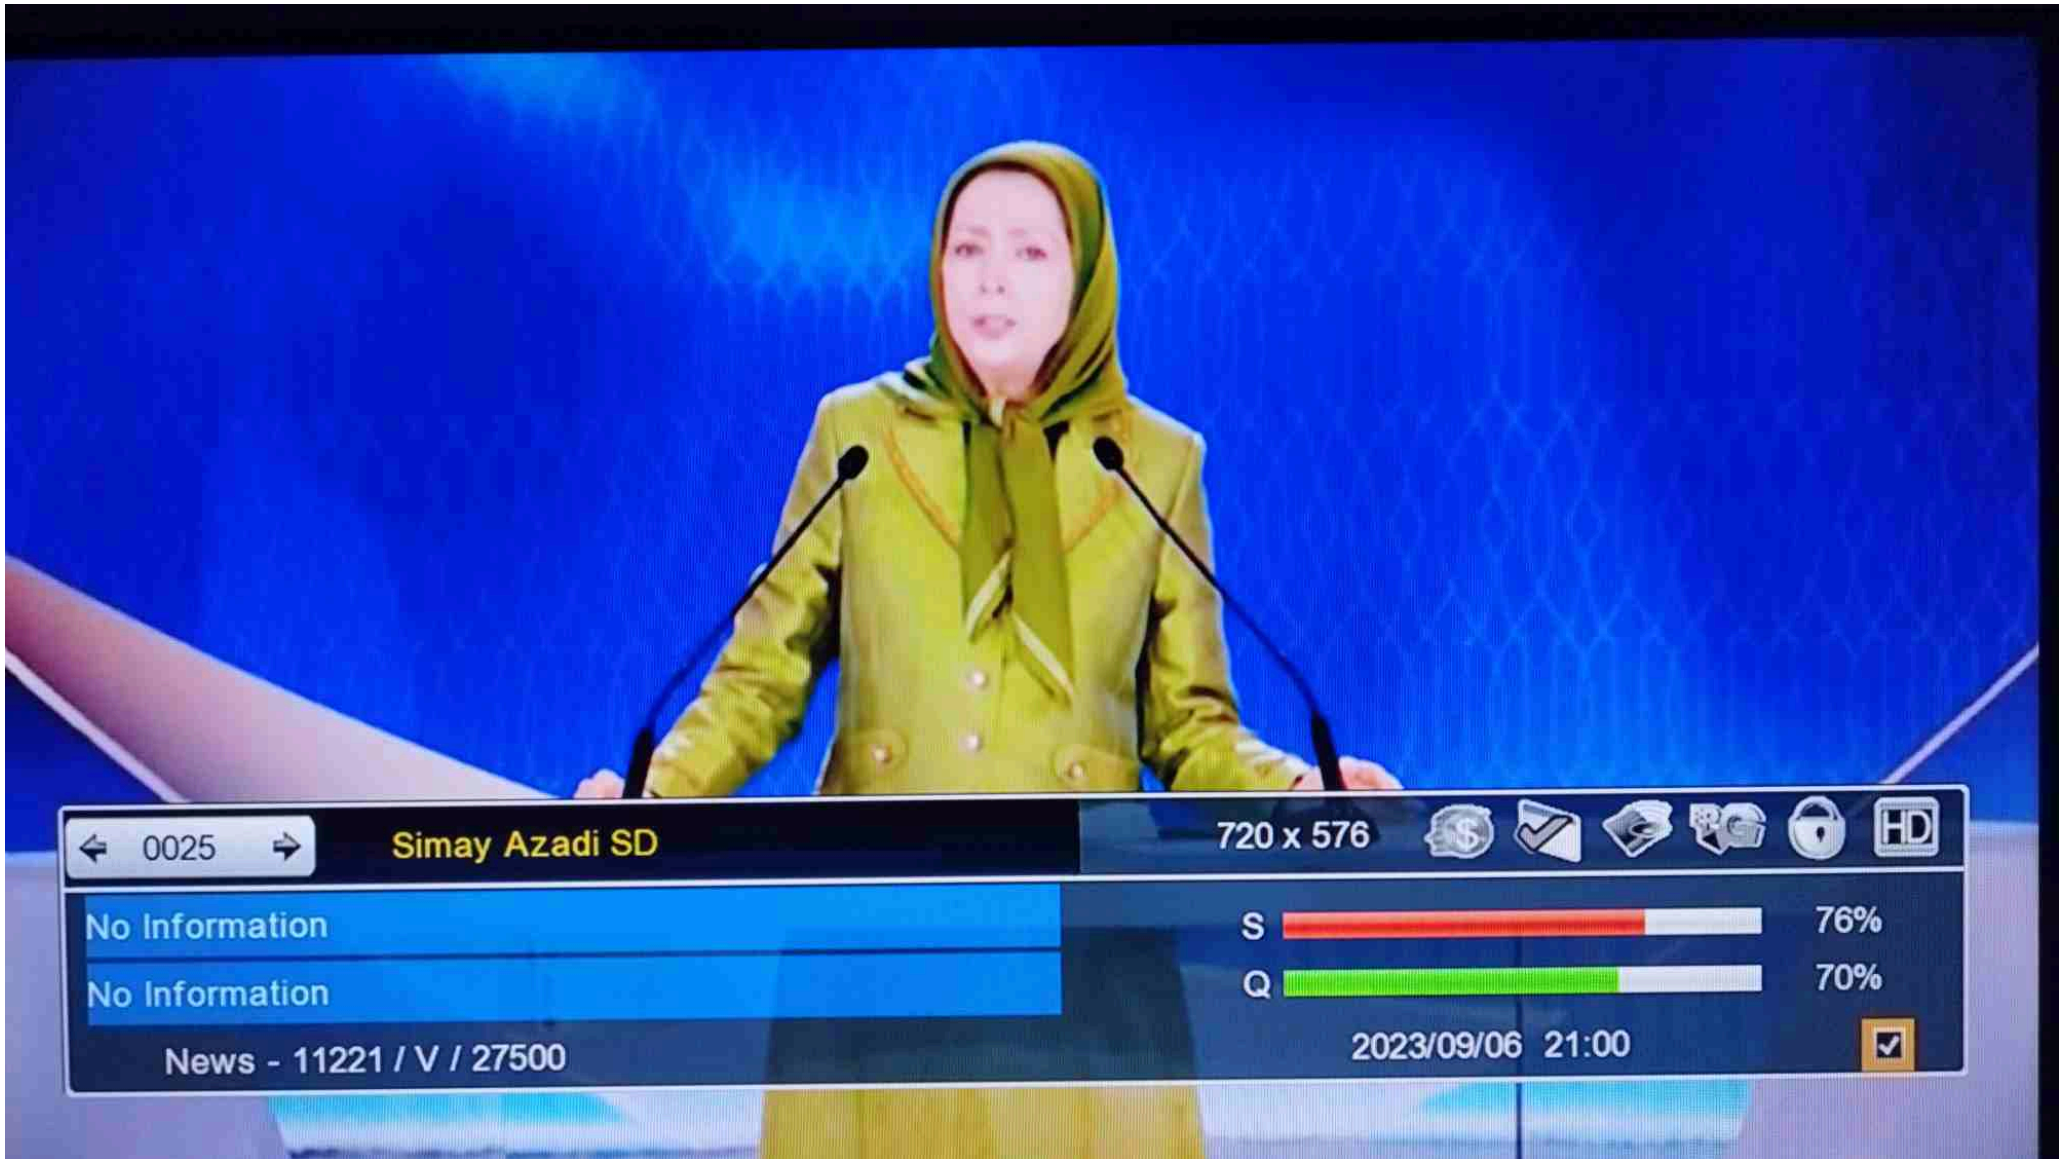 0025 Simay Azadi SD 720 x 576 HD
No Information
S 76%
No Information
Q 70%
News - 11221 / V / 27500
2023/09/06 21:00